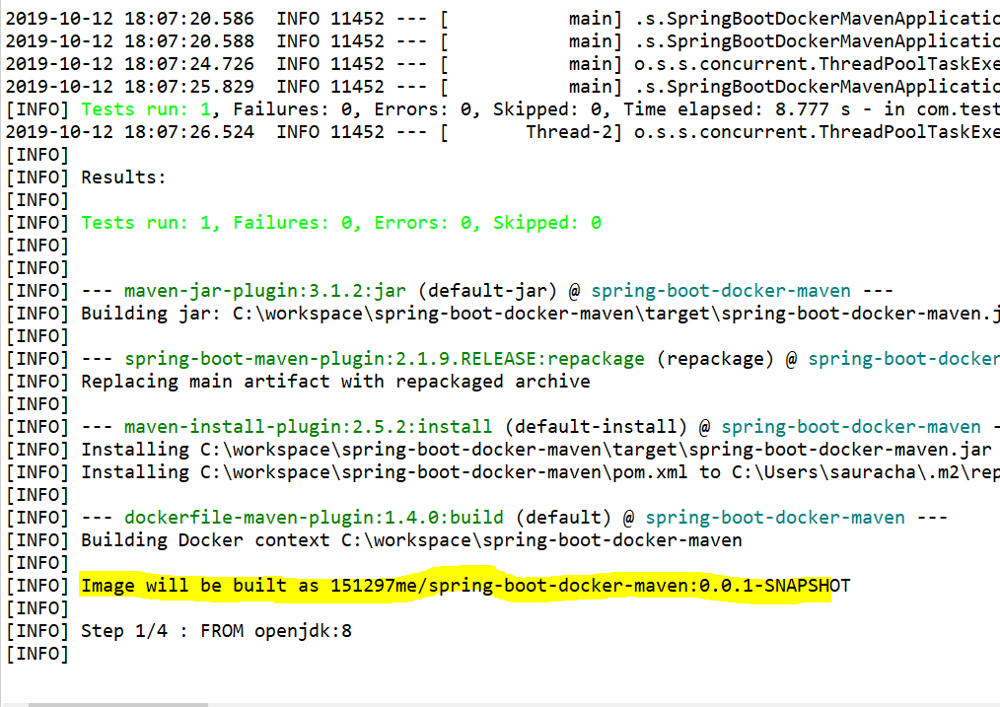 2019-10-12 18:07:20.586  INFO 11452 --- [           main] .s.SpringBootDockerMavenApplicatio
2019-10-12 18:07:20.588  INFO 11452 --- [           main] .s.SpringBootDockerMavenApplicatio
2019-10-12 18:07:24.726  INFO 11452 --- [           main] o.s.s.concurrent.ThreadPoolTaskExe
2019-10-12 18:07:25.829  INFO 11452 --- [           main] .s.SpringBootDockerMavenApplicatio
[INFO] Tests run: 1, Failures: 0, Errors: 0, Skipped: 0, Time elapsed: 8.777 s - in com.test
2019-10-12 18:07:26.524  INFO 11452 --- [       Thread-2] o.s.s.concurrent.ThreadPoolTaskExe
[INFO]
[INFO] Results:
[INFO]
[INFO] Tests run: 1, Failures: 0, Errors: 0, Skipped: 0
[INFO]
[INFO]
[INFO] --- maven-jar-plugin:3.1.2:jar (default-jar) @ spring-boot-docker-maven ---
[INFO] Building jar: C:\workspace\spring-boot-docker-maven\target\spring-boot-docker-maven.j
[INFO]
[INFO] --- spring-boot-maven-plugin:2.1.9.RELEASE:repackage (repackage) @ spring-boot-docker
[INFO] Replacing main artifact with repackaged archive
[INFO]
[INFO] --- maven-install-plugin:2.5.2:install (default-install) @ spring-boot-docker-maven -
[INFO] Installing C:\workspace\spring-boot-docker-maven\target\spring-boot-docker-maven.jar
[INFO] Installing C:\workspace\spring-boot-docker-maven\pom.xml to C:\Users\sauracha\.m2\rep
[INFO]
[INFO] --- dockerfile-maven-plugin:1.4.0:build (default) @ spring-boot-docker-maven ---
[INFO] Building Docker context C:\workspace\spring-boot-docker-maven
[INFO]
[INFO] Image will be built as 151297me/spring-boot-docker-maven:0.0.1-SNAPSHOT
[INFO]
[INFO] Step 1/4 : FROM openjdk:8
[INFO]